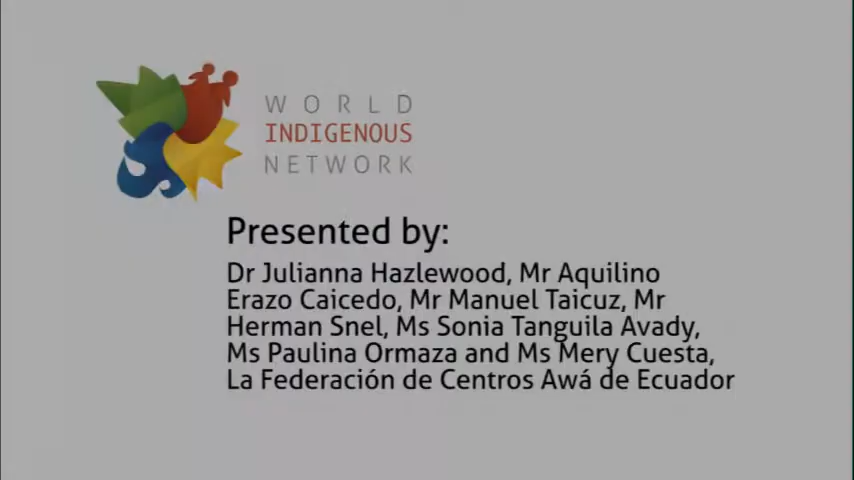 WORLD
INDIGENOUS
NETWORK
Presented by:
Dr Julianna Hazlewood, Mr Aquilino
Erazo Caicedo, Mr Manuel Taicuz, Mr
Herman Snel, Ms Sonia Tanguila Avady,
Ms Paulina Ormaza and Ms Mery Cuesta,
La Federación de Centros Awá de Ecuador